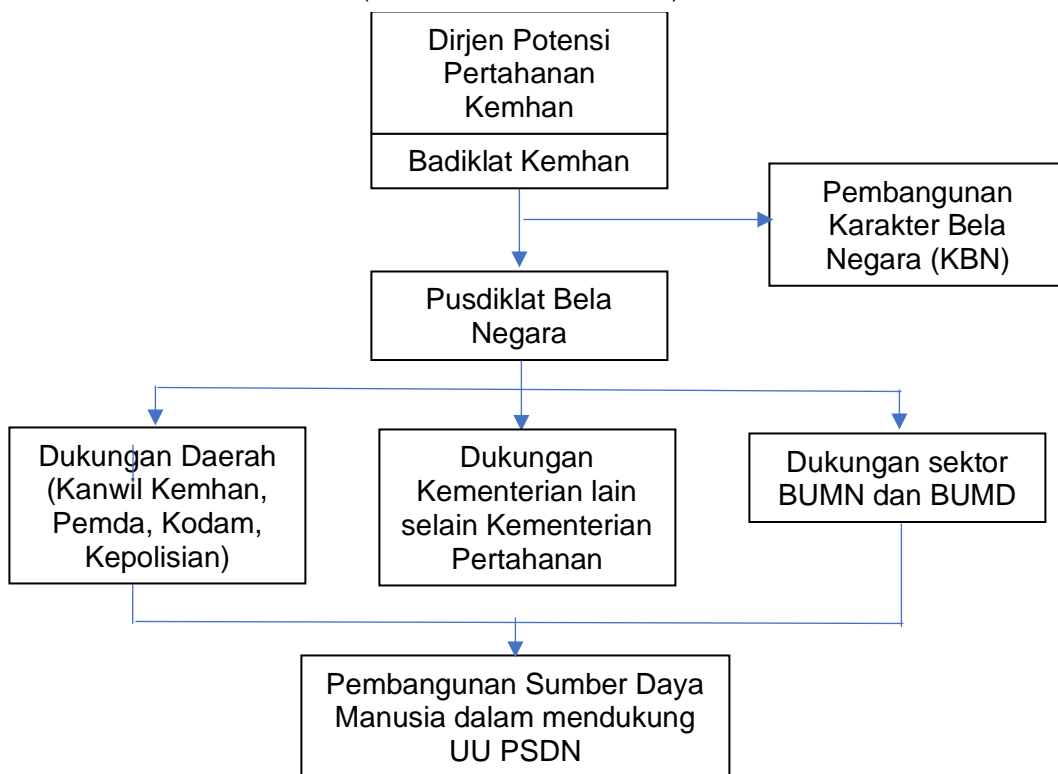 Dirjen Potensi
Pertahanan
Kemhan
Badiklat Kemhan
Pembangunan
Karakter Bela
Negara (KBN)
Pusdiklat Bela
Negara
Dukungan Daerah
(Kanwil Kemhan,
Pemda, Kodam,
Kepolisian)
Dukungan
Kementerian lain
selain Kementerian
Pertahanan
Dukungan sektor
BUMN dan BUMD
Pembangunan Sumber Daya
Manusia dalam mendukung
UU PSDN